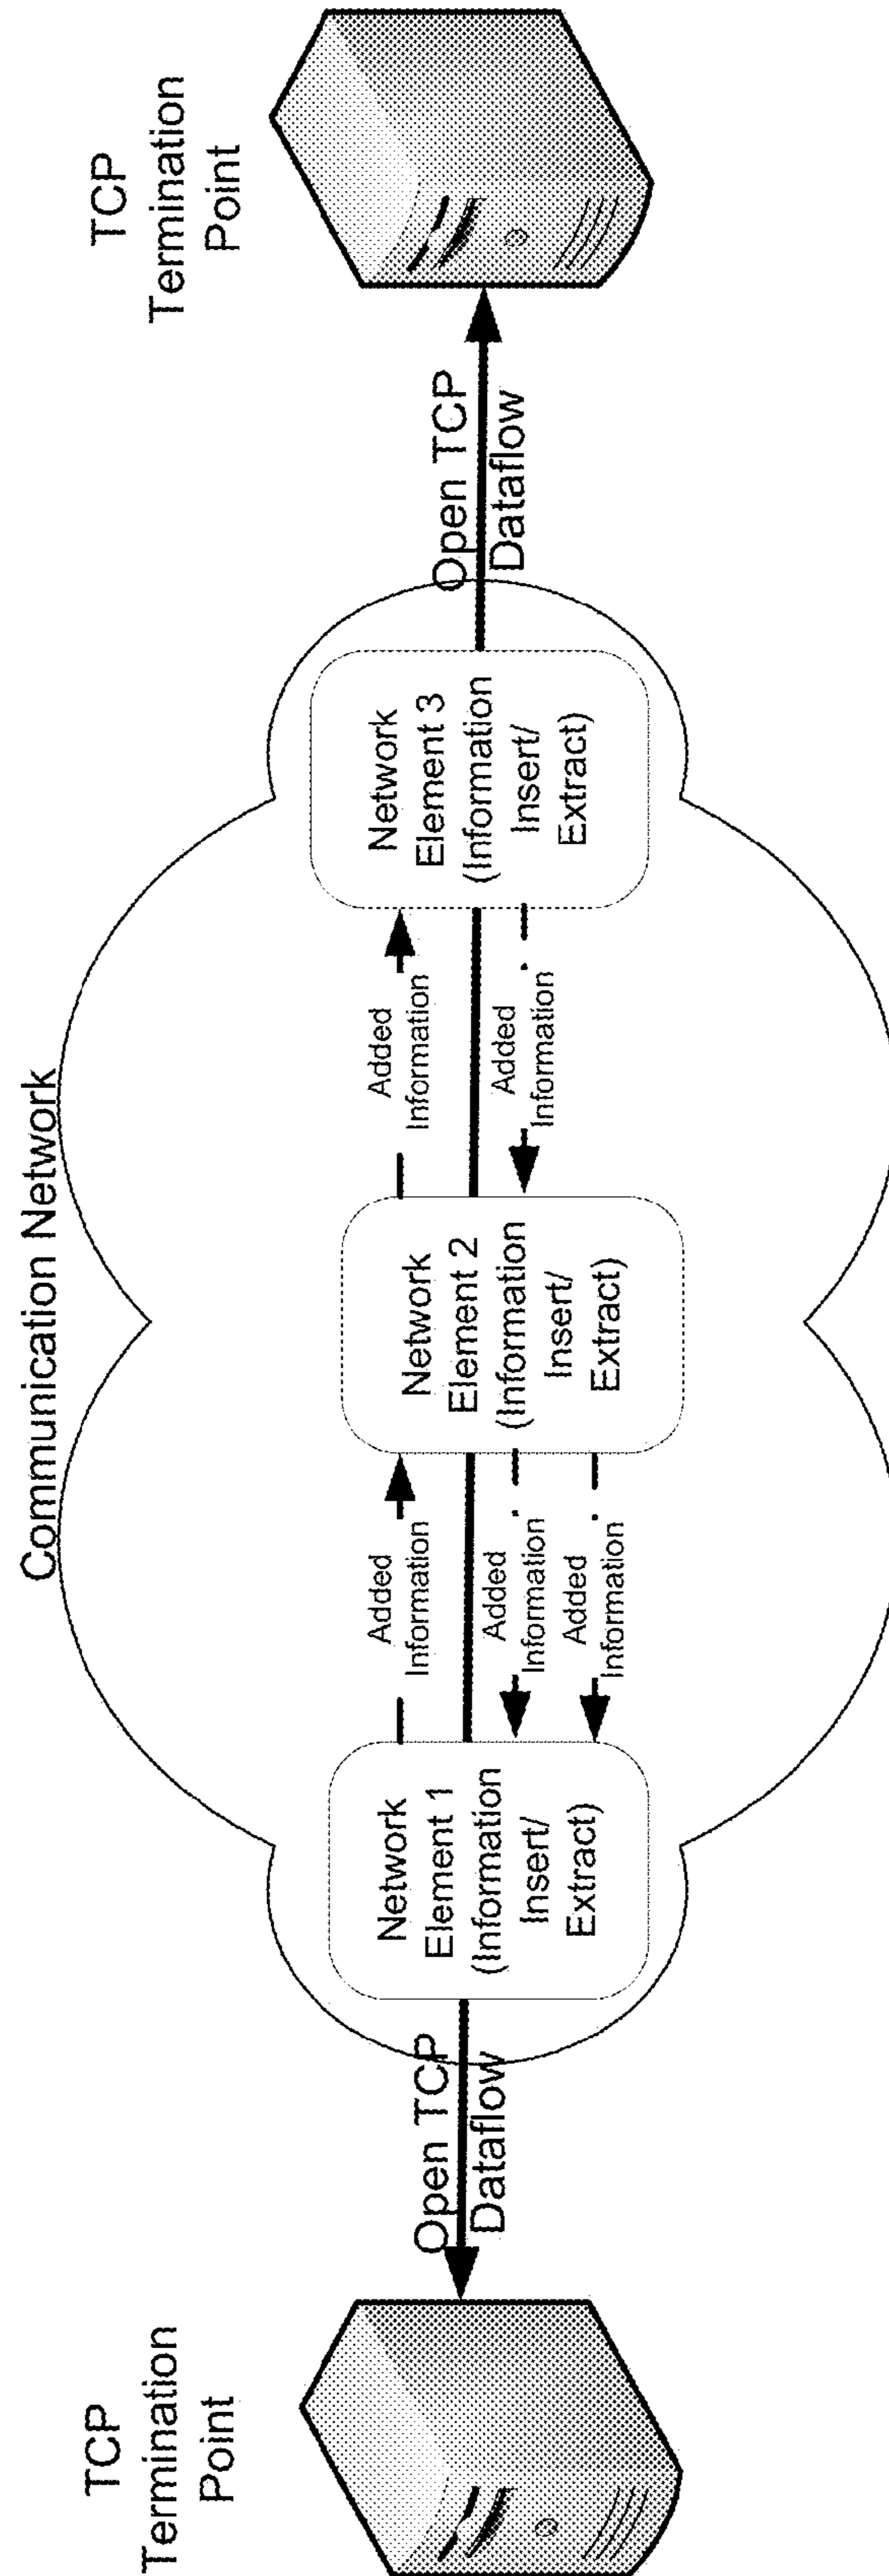 Communication Network
TCP
Termination
Point
Open TCP
Dataflow
Network
Element 1
(Information
Insert/
Extract)
Added
Information
Added
Information
Added
Information
Network
Element 2
(Information
Insert/
Extract)
Added
Information
Added
Information
Network
Element 3
(Information
Insert/
Extract)
Open TCP
Dataflow
TCP
Termination
Point